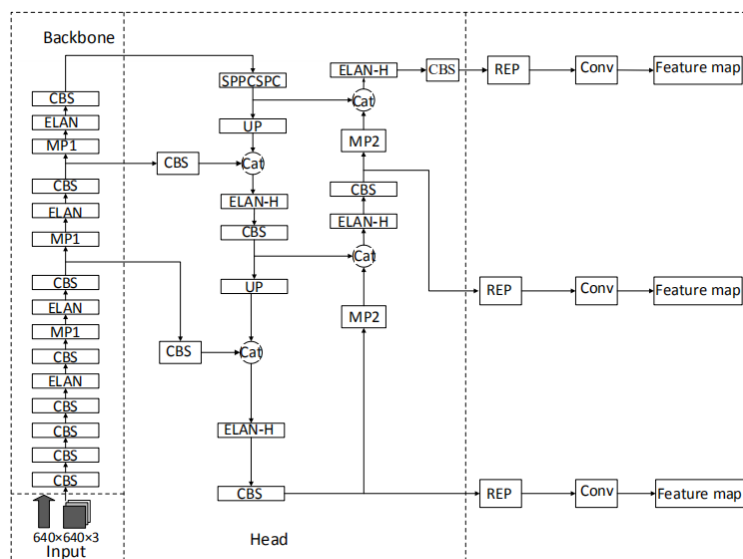 Backbone
CBS
ELAN
MP1
CBS
ELAN
MP1
CBS
ELAN
MP1
CBS
ELAN
CBS
CBS
CBS
CBS
640×640×3
Input
SPPCSPC
UP
CBS
Cat
ELAN-H
CBS
UP
CBS
Cat
ELAN-H
CBS
Head
ELAN-H
CBS
Cat
MP2
CBS
ELAN-H
Cat
MP2
REP
Conv
Feature map
REP
Conv
Feature map
REP
Conv
Feature map